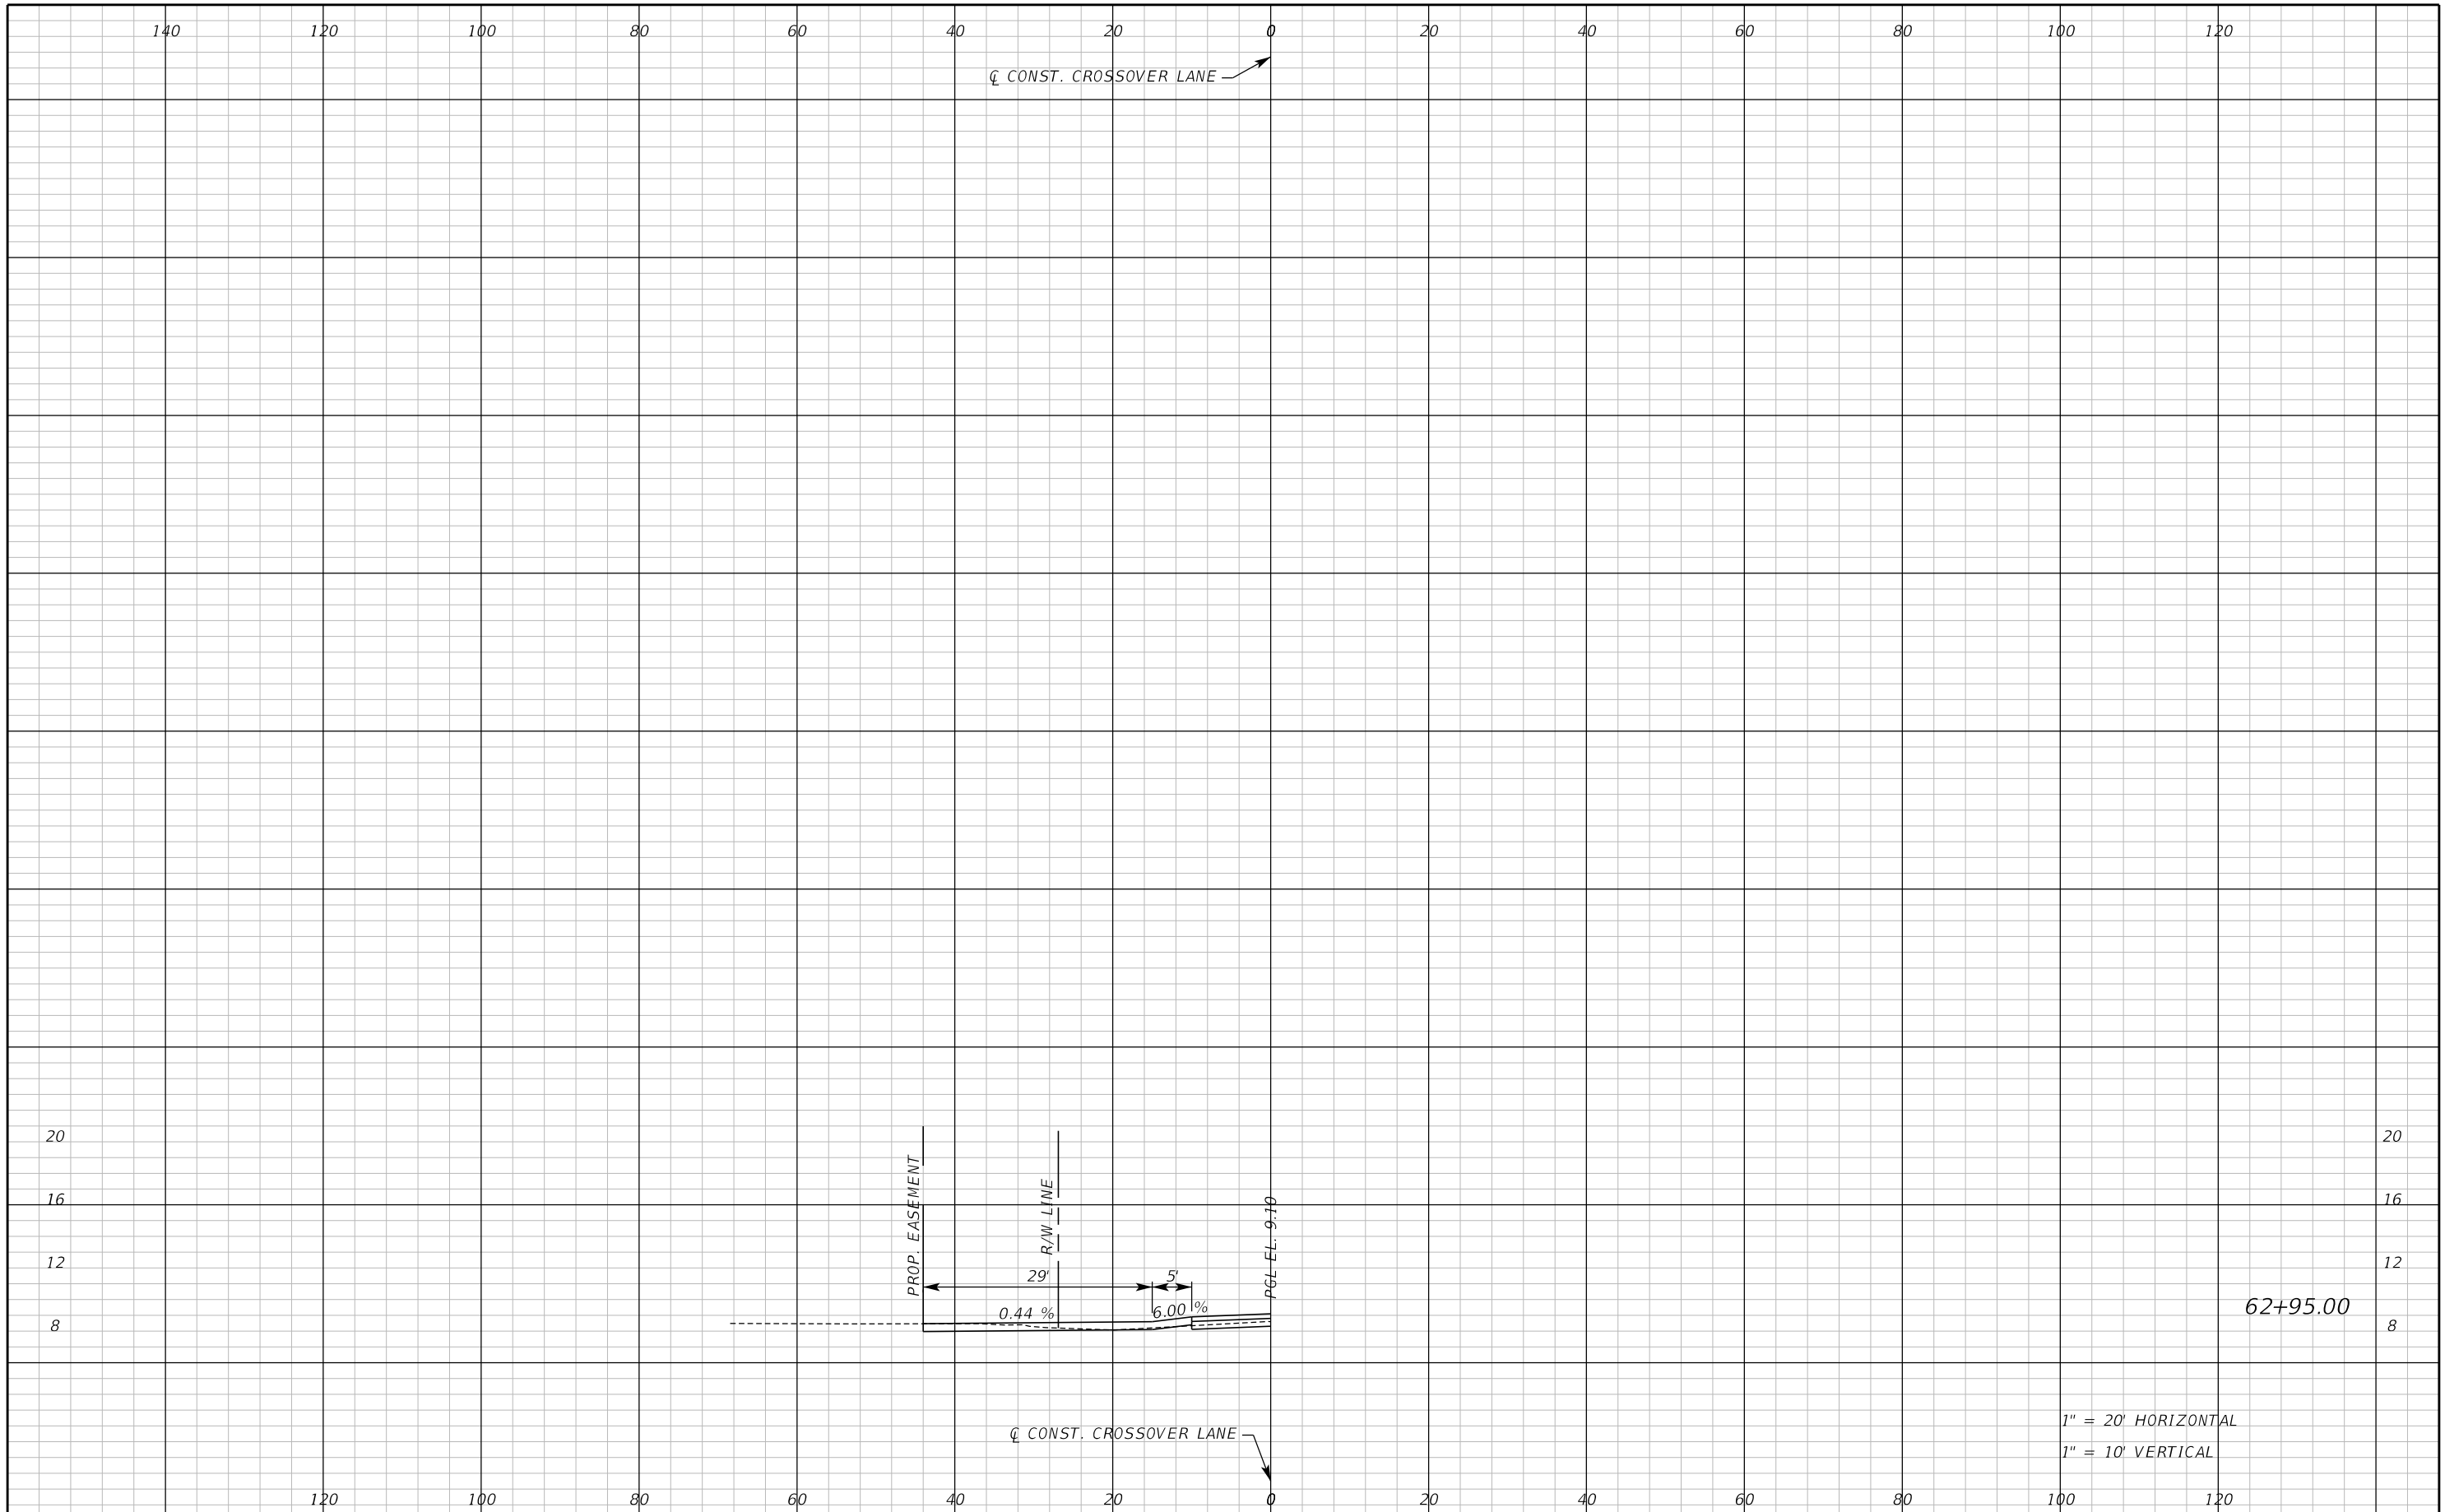 140 120 100 80 60 40 20 0 20 40 60 80 100 120
℄ CONST. CROSSOVER LANE
20 20
16 16
12 12
8 8
PROP. EASEMENT
R/W LINE
PGL EL. 9.10
29' 5'
0.44 % 6.00 %
62+95.00
℄ CONST. CROSSOVER LANE
1" = 20' HORIZONTAL
1" = 10' VERTICAL
120 100 80 60 40 20 0 20 40 60 80 100 120